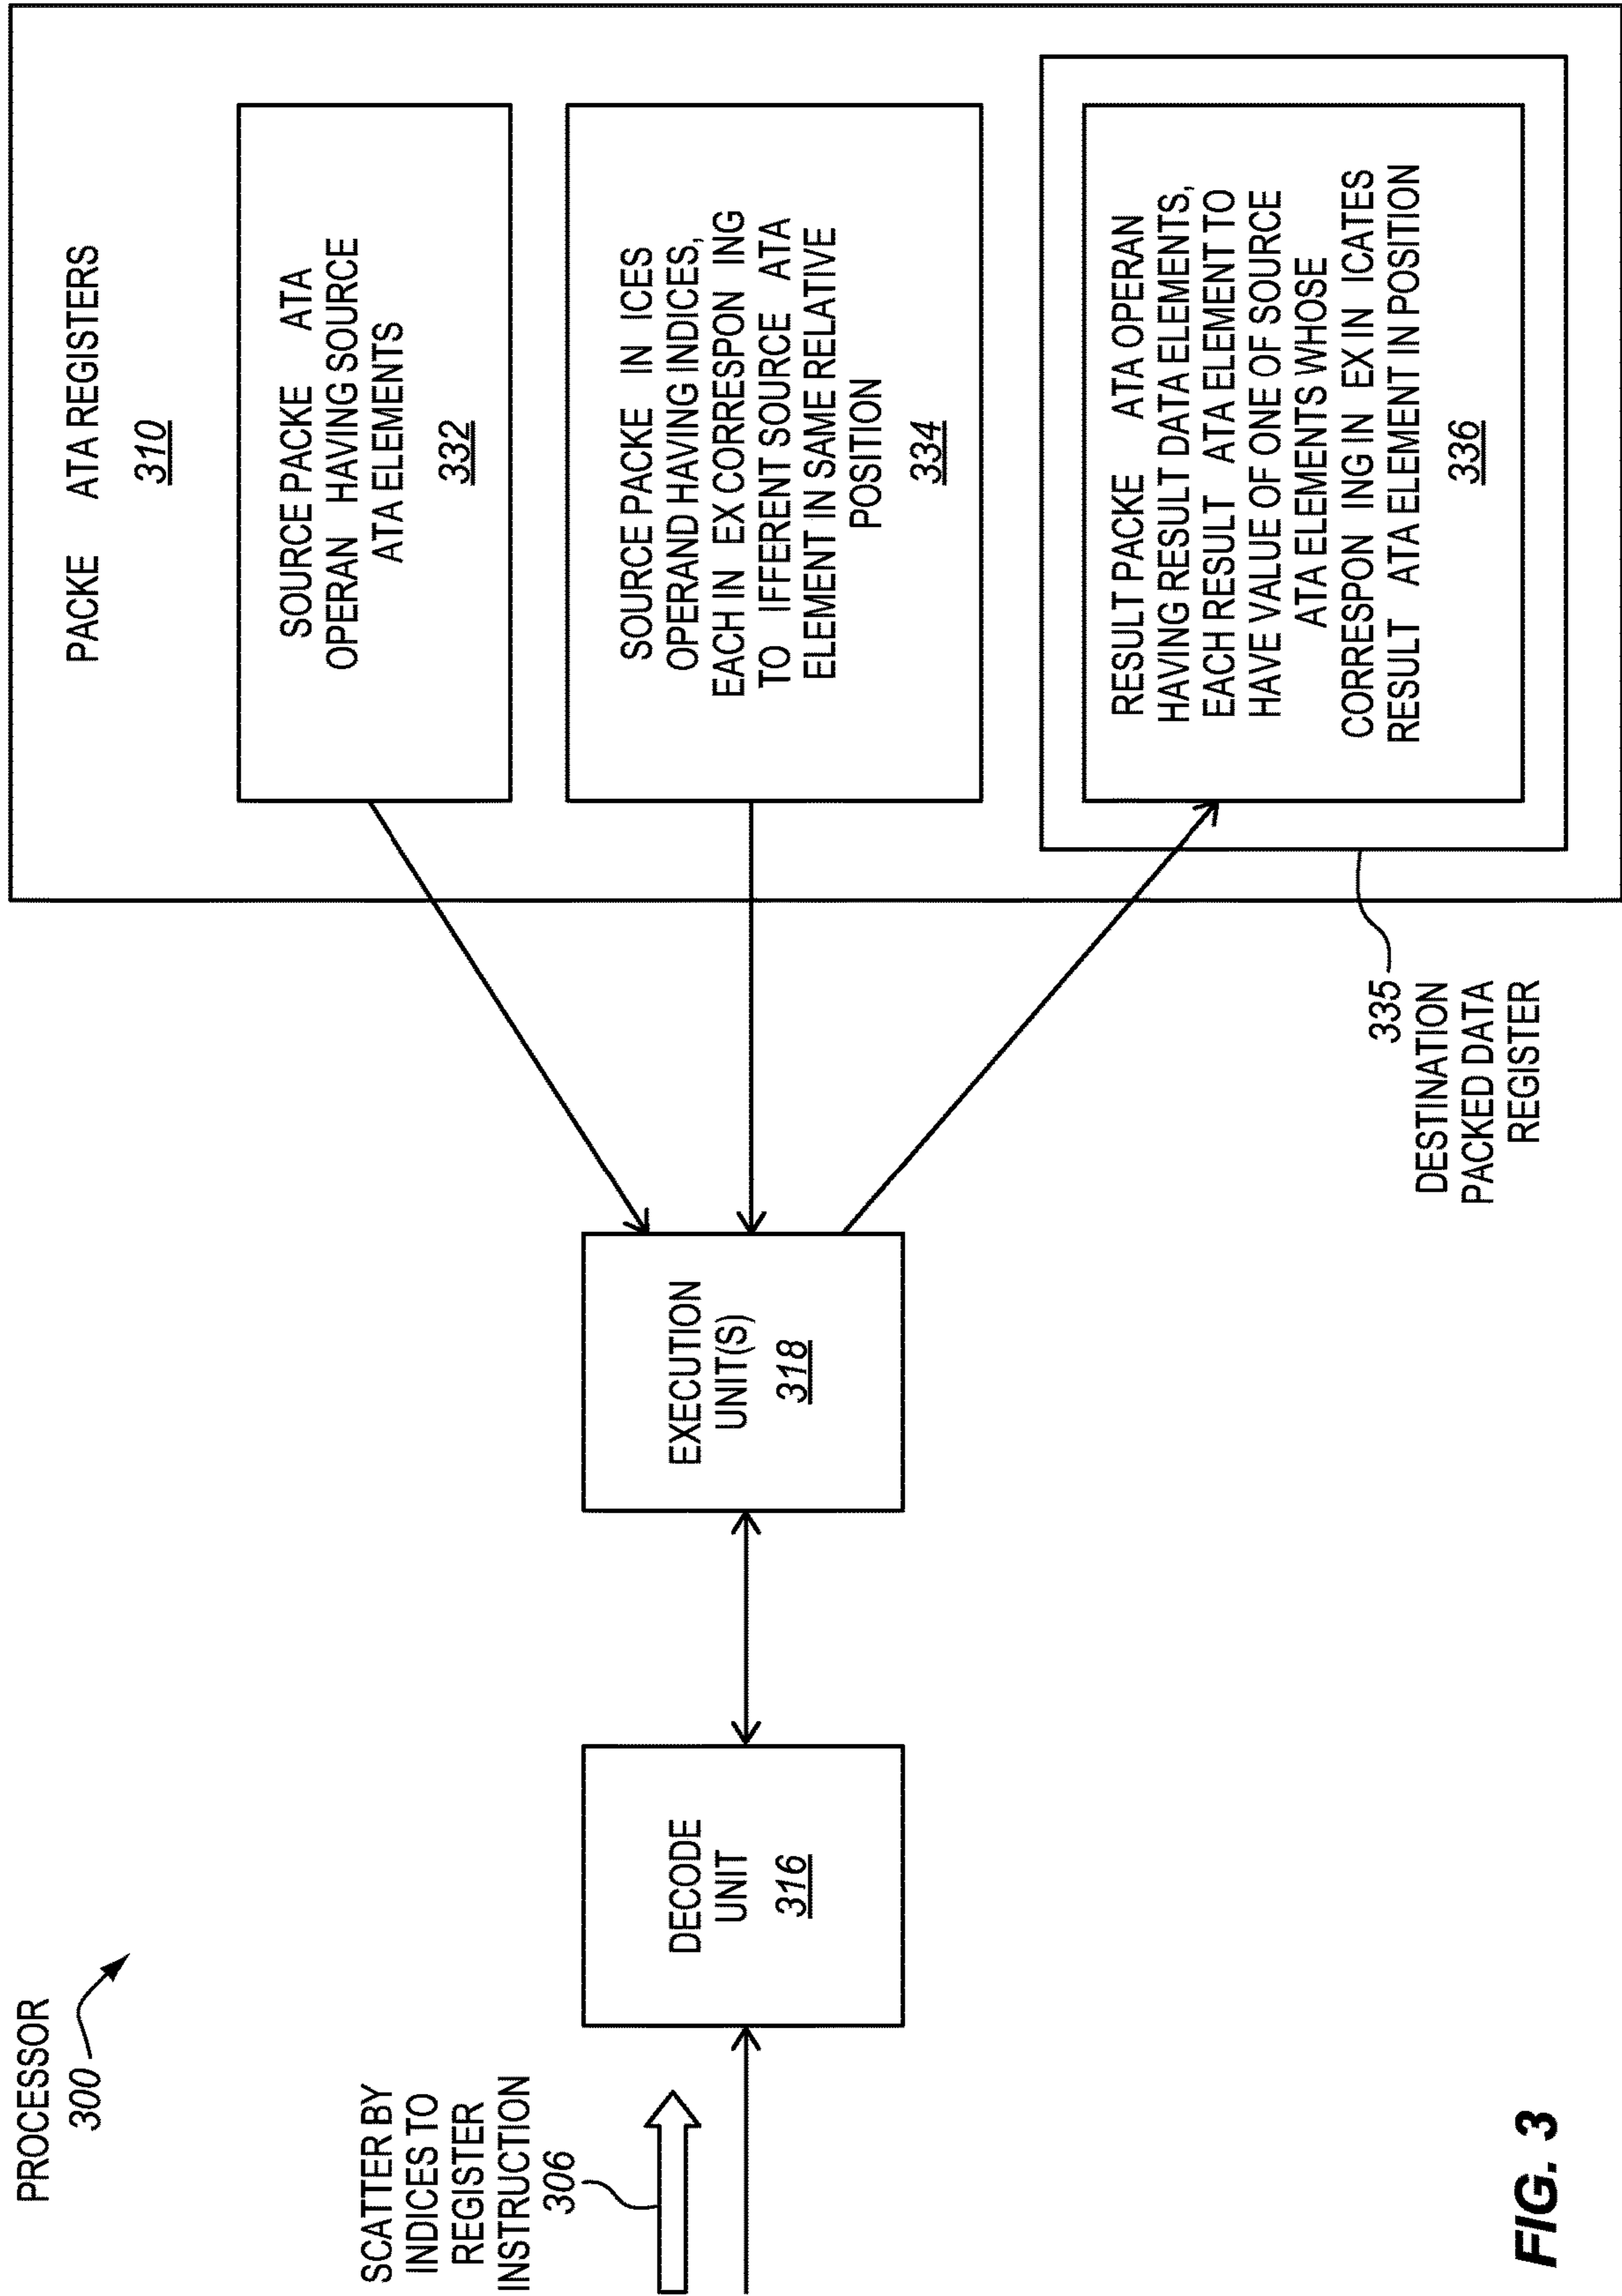 PROCESSOR
300
SCATTER BY
INDICES TO
REGISTER
INSTRUCTION
306
DECODE
UNIT
316
EXECUTION
UNIT(S)
318
PACKE ATA REGISTERS
310
SOURCE PACKE ATA
OPERAN HAVING SOURCE
ATA ELEMENTS
332
SOURCE PACKE IN ICES
OPERAND HAVING INDICES,
EACH IN EX CORRESPON ING
TO IFFERENT SOURCE ATA
ELEMENT IN SAME RELATIVE
POSITION
334
RESULT PACKE ATA OPERAN
HAVING RESULT DATA ELEMENTS,
EACH RESULT ATA ELEMENT TO
HAVE VALUE OF ONE OF SOURCE
ATA ELEMENTS WHOSE
CORRESPON ING IN EX IN ICATES
RESULT ATA ELEMENT IN POSITION
336
335
DESTINATION
PACKED DATA
REGISTER
FIG. 3